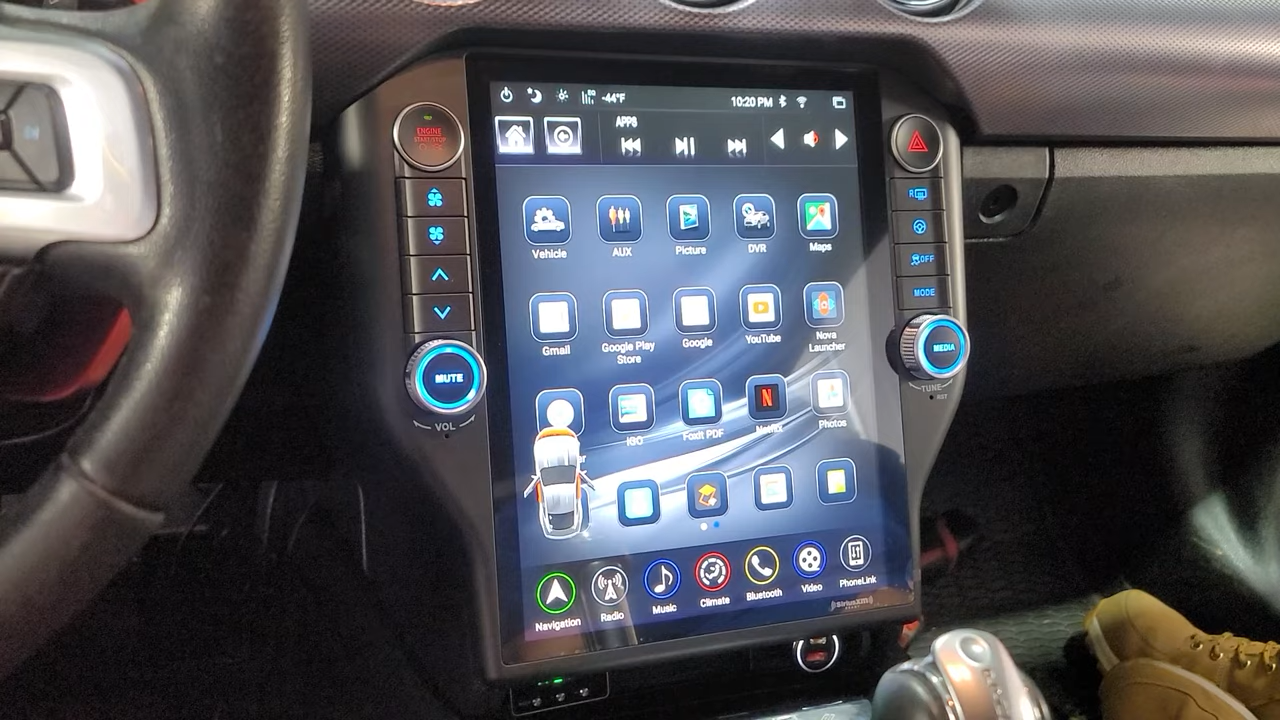 -44°F
10:20 PM
APPS
ENGINE
START/STOP
Vehicle
AUX
Picture
DVR
Maps
OFF
MODE
Gmail
Google Play
Store
Google
YouTube
Nova
Launcher
MEDIA
TUNE
RST
MUTE
VOL
iGO
Foxit PDF
Netflix
Photos
Navigation
Radio
Music
Climate
Bluetooth
Video
PhoneLink
SiriusXM